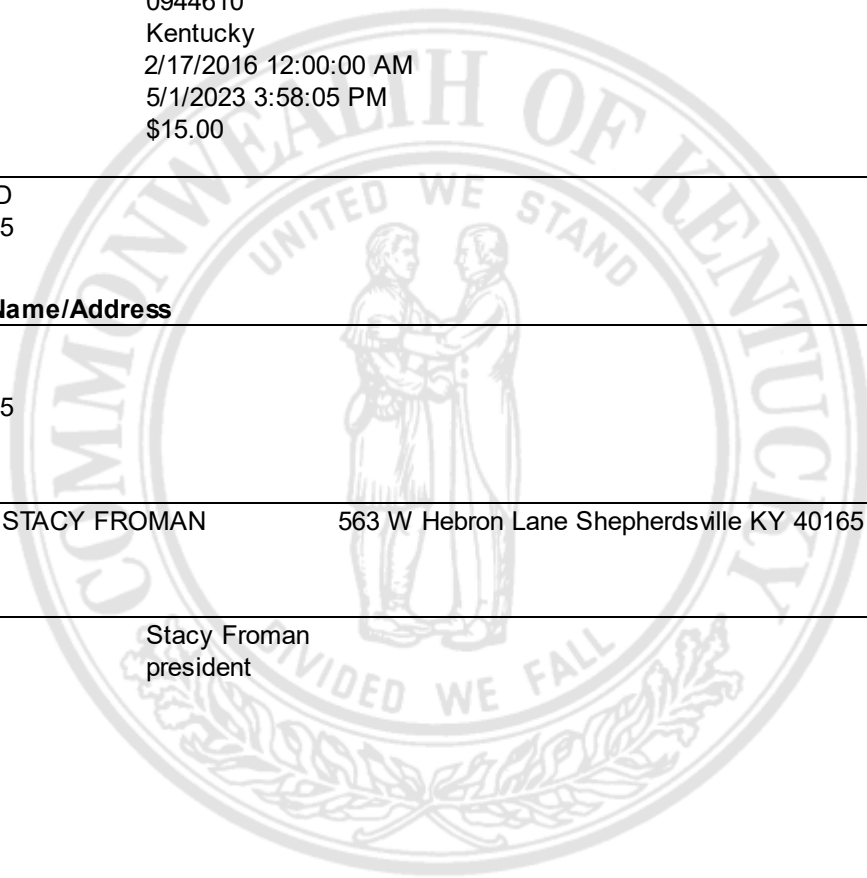 0944610
Kentucky
2/17/2016 12:00:00 AM
5/1/2023 3:58:05 PM
$15.00
D
5
Name/Address
5
STACY FROMAN 563 W Hebron Lane Shepherdsville KY 40165
Stacy Froman
president
COMMONWEALTH OF KENTUCKY
UNITED WE STAND
DIVIDED WE FALL